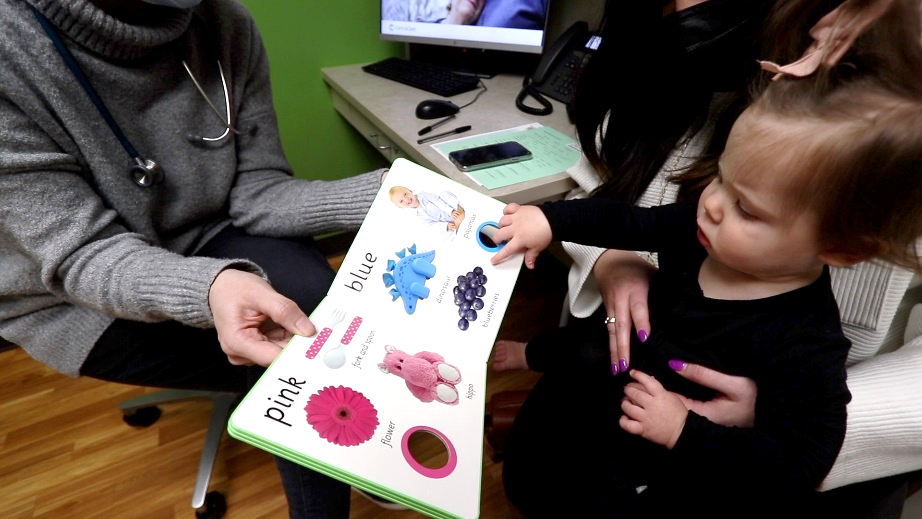 blue
pajamas
dinosaur
blueberries
pink
fork and spoon
hippo
flower